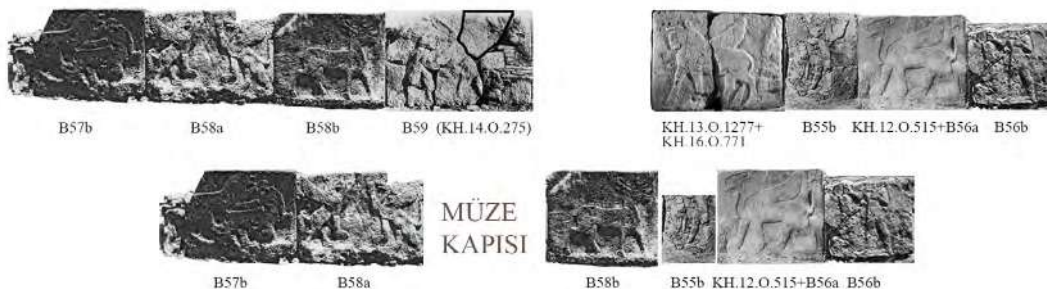 B57b B58a B58b B59 (KH.14.O.275)
KH.13.O.1277+
KH.16.O.771
B55b KH.12.O.515+B56a B56b
MÜZE
KAPISI
B57b B58a B58b B55b KH.12.O.515+B56a B56b